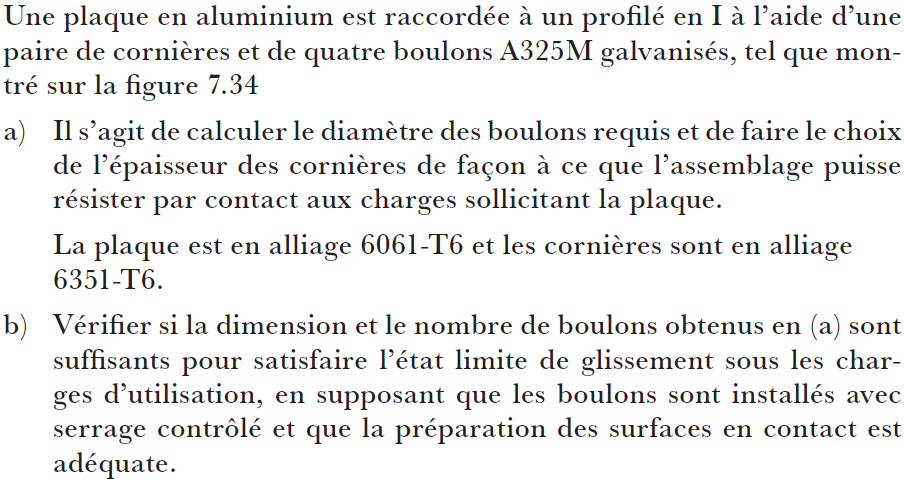 Une plaque en aluminium est raccordée à un profilé en I à l’aide d’une
paire de cornières et de quatre boulons A325M galvanisés, tel que mon-
tré sur la figure 7.34
a) Il s’agit de calculer le diamètre des boulons requis et de faire le choix
de l’épaisseur des cornières de façon à ce que l’assemblage puisse
résister par contact aux charges sollicitant la plaque.
La plaque est en alliage 6061-T6 et les cornières sont en alliage
6351-T6.
b) Vérifier si la dimension et le nombre de boulons obtenus en (a) sont
suffisants pour satisfaire l’état limite de glissement sous les char-
ges d’utilisation, en supposant que les boulons sont installés avec
serrage contrôlé et que la préparation des surfaces en contact est
adéquate.